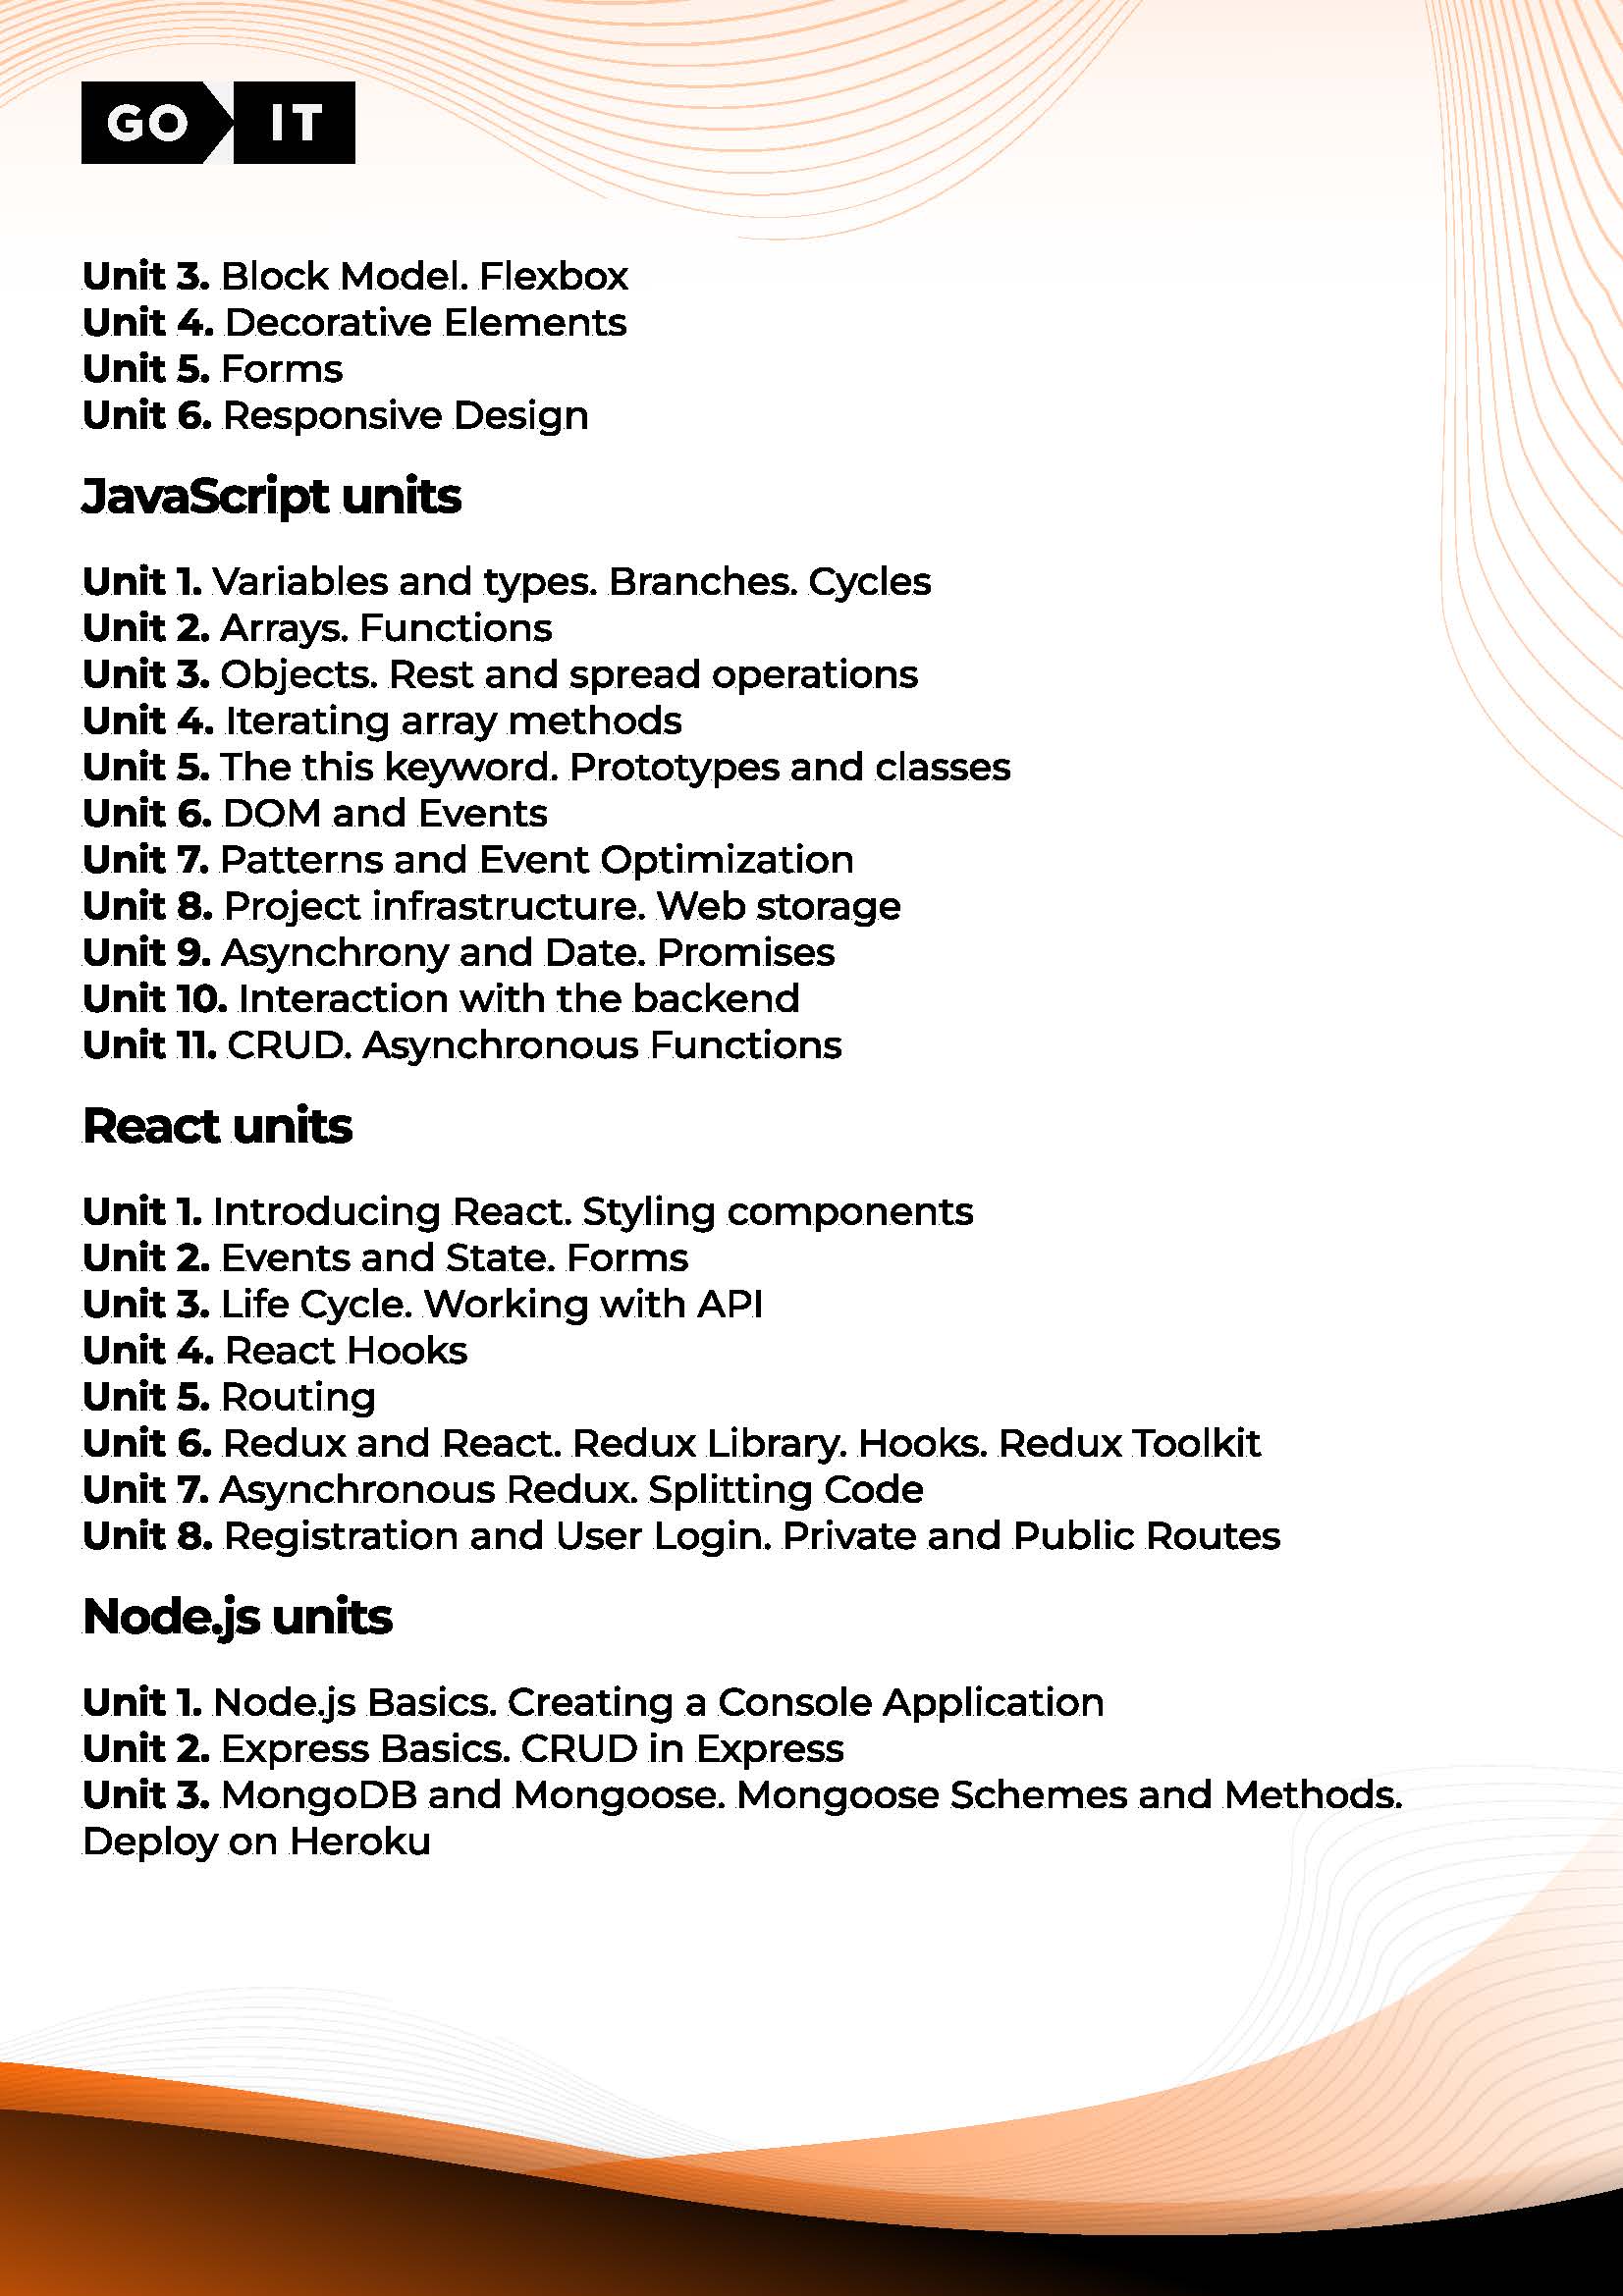 GO IT
Unit 3. Block Model. Flexbox
Unit 4. Decorative Elements
Unit 5. Forms
Unit 6. Responsive Design
JavaScript units
Unit 1. Variables and types. Branches. Cycles
Unit 2. Arrays. Functions
Unit 3. Objects. Rest and spread operations
Unit 4. Iterating array methods
Unit 5. The this keyword. Prototypes and classes
Unit 6. DOM and Events
Unit 7. Patterns and Event Optimization
Unit 8. Project infrastructure. Web storage
Unit 9. Asynchrony and Date. Promises
Unit 10. Interaction with the backend
Unit 11. CRUD. Asynchronous Functions
React units
Unit 1. Introducing React. Styling components
Unit 2. Events and State. Forms
Unit 3. Life Cycle. Working with API
Unit 4. React Hooks
Unit 5. Routing
Unit 6. Redux and React. Redux Library. Hooks. Redux Toolkit
Unit 7. Asynchronous Redux. Splitting Code
Unit 8. Registration and User Login. Private and Public Routes
Node.js units
Unit 1. Node.js Basics. Creating a Console Application
Unit 2. Express Basics. CRUD in Express
Unit 3. MongoDB and Mongoose. Mongoose Schemes and Methods.
Deploy on Heroku